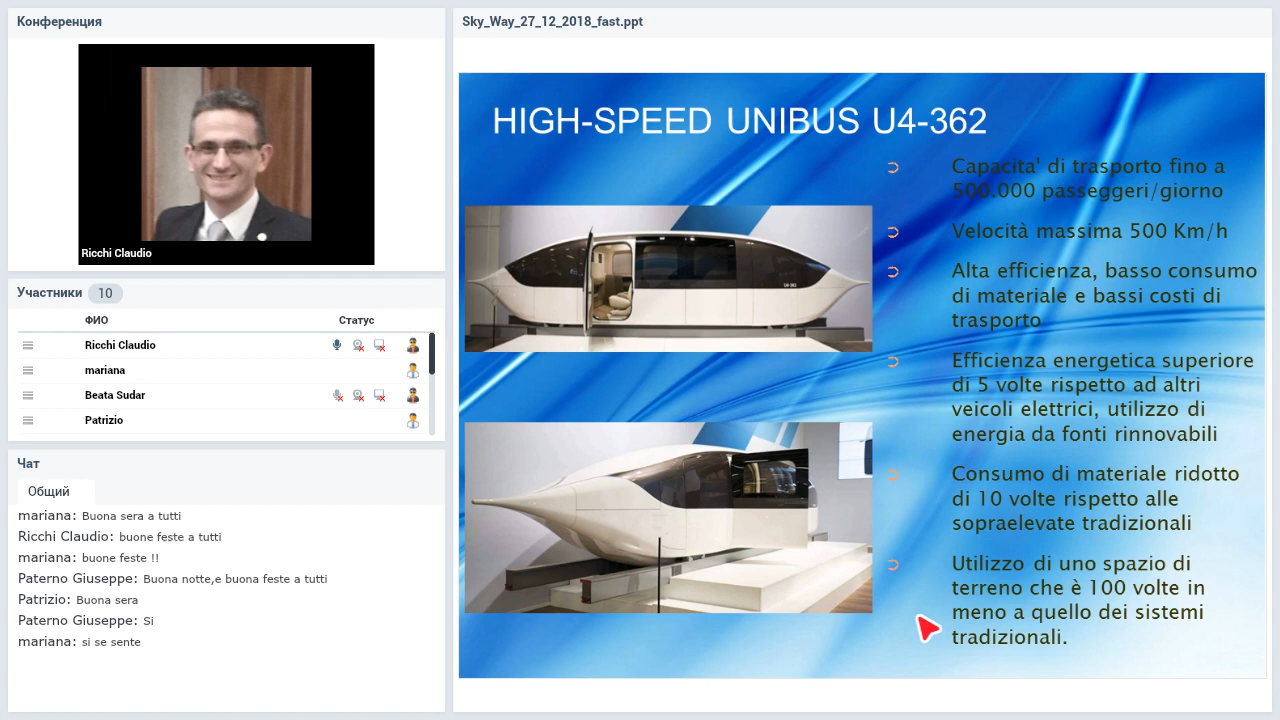 Конференция
Ricchi Claudio
Участники 10
ФИО Статус
Ricchi Claudio
mariana
Beata Sudar
Patrizio
Чат
Общий
mariana: Buona sera a tutti
Ricchi Claudio: buone feste a tutti
mariana: buone feste !!
Paterno Giuseppe: Buona notte,e buona feste a tutti
Patrizio: Buona sera
Paterno Giuseppe: Si
mariana: si se sente
Sky_Way_27_12_2018_fast.ppt
HIGH-SPEED UNIBUS U4-362
Capacita' di trasporto fino a
500.000 passeggeri/giorno
Velocità massima 500 Km/h
Alta efficienza, basso consumo
di materiale e bassi costi di
trasporto
Efficienza energetica superiore
di 5 volte rispetto ad altri
veicoli elettrici, utilizzo di
energia da fonti rinnovabili
Consumo di materiale ridotto
di 10 volte rispetto alle
sopraelevate tradizionali
Utilizzo di uno spazio di
terreno che è 100 volte in
meno a quello dei sistemi
tradizionali.